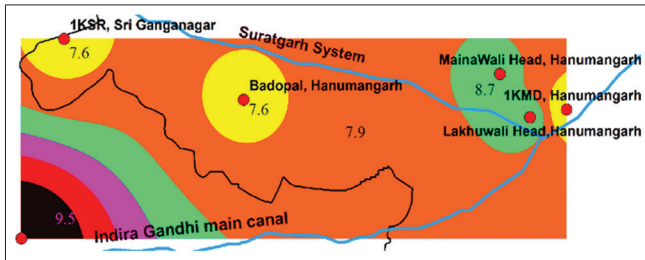 1KSR, Sri Ganganagar
7.6
Suratgarh System
MainaWali Head, Hanumangarh
8.7
Badopal, Hanumangarh
7.6
1KMD, Hanumangarh
7.9
Lakhuwali Head,Hanumangarh
9.5
Indira Gandhi main canal